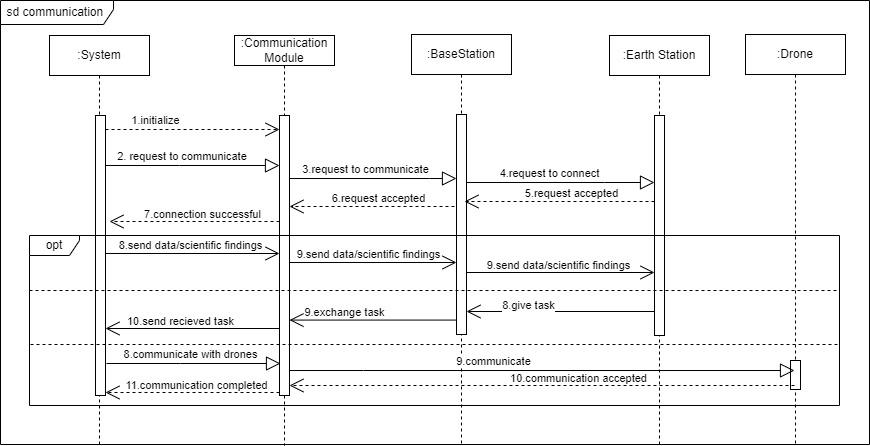 sd communication
:System
:Communication
Module
:BaseStation
:Earth Station
:Drone
1.initialize
2. request to communicate
3.request to communicate
4.request to connect
5.request accepted
6.request accepted
7.connection successful
opt
8.send data/scientific findings
9.send data/scientific findings
9.send data/scientific findings
8.give task
9.exchange task
10.send recieved task
8.communicate with drones
9.communicate
10.communication accepted
11.communication completed